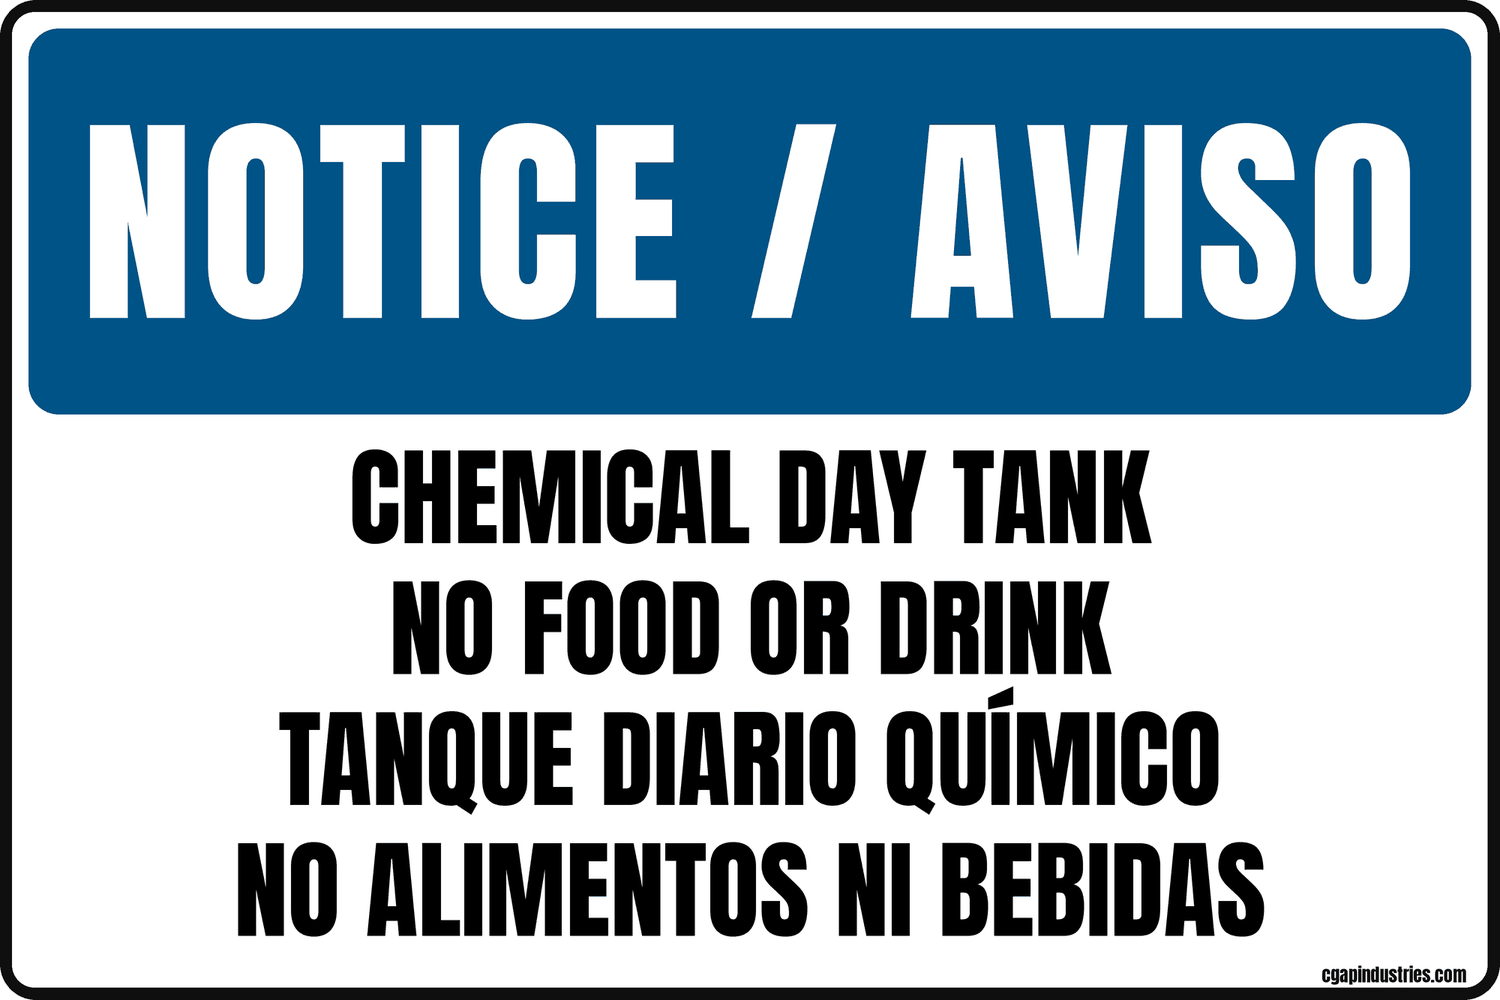 NOTICE / AVISO
CHEMICAL DAY TANK
NO FOOD OR DRINK
TANQUE DIARIO QUÍMICO
NO ALIMENTOS NI BEBIDAS
cgapindustries.com